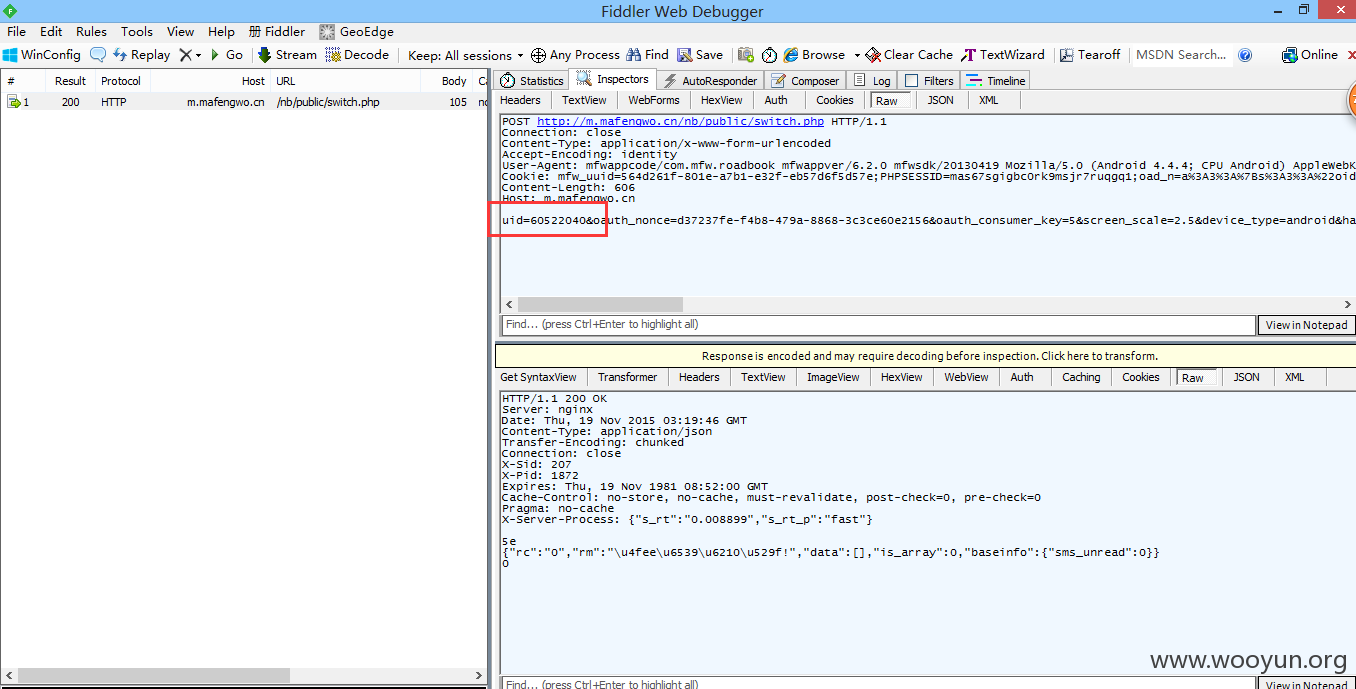 Fiddler Web Debugger
File Edit Rules Tools View Help Fiddler GeoEdge
WinConfig Replay Go Stream Decode Keep: All sessions Any Process Find Save Browse Clear Cache TextWizard Tearoff MSDN Search... Online
# Result Protocol Host URL Body Ca
1 200 HTTP m.mafengwo.cn /nb/public/switch.php 105 no
Statistics Inspectors AutoResponder Composer Log Filters Timeline
Headers TextView WebForms HexView Auth Cookies Raw JSON XML
POST http://m.mafengwo.cn/nb/public/switch.php HTTP/1.1
Connection: close
Content-Type: application/x-www-form-urlencoded
Accept-Encoding: identity
User-Agent: mfwappcode/com.mfw.roadbook mfwappver/6.2.0 mfwsdk/20130419 Mozilla/5.0 (Android 4.4.4; CPU Android) AppleWebK
Cookie: mfw_uuid=564d261f-801e-a7b1-e32f-eb57d6f5d57e;PHPSESSID=mas67sgigbc0rk9msjr7ruqgq1;oad_n=a%3A3%3A%7Bs%3A3%3A%22oid
Content-Length: 606
Host: m.mafengwo.cn
uid=60522040&oauth_nonce=d37237fe-f4b8-479a-8868-3c3ce60e2156&oauth_consumer_key=5&screen_scale=2.5&device_type=android&ha
Find... (press Ctrl+Enter to highlight all) View in Notepad
Response is encoded and may require decoding before inspection. Click here to transform.
Get SyntaxView Transformer Headers TextView ImageView HexView WebView Auth Caching Cookies Raw JSON XML
HTTP/1.1 200 OK
Server: nginx
Date: Thu, 19 Nov 2015 03:19:46 GMT
Content-Type: application/json
Transfer-Encoding: chunked
Connection: close
X-Sid: 207
X-Pid: 1872
Expires: Thu, 19 Nov 1981 08:52:00 GMT
Cache-Control: no-store, no-cache, must-revalidate, post-check=0, pre-check=0
Pragma: no-cache
X-Server-Process: {"s_rt":"0.008899","s_rt_p":"fast"}
5e
{"rc":"0","rm":"\u4fee\u6539\u6210\u529f!","data":[],"is_array":0,"baseinfo":{"sms_unread":0}}
0
www.wooyun.org
Find... (press Ctrl+Enter to highlight all) View in Notepad